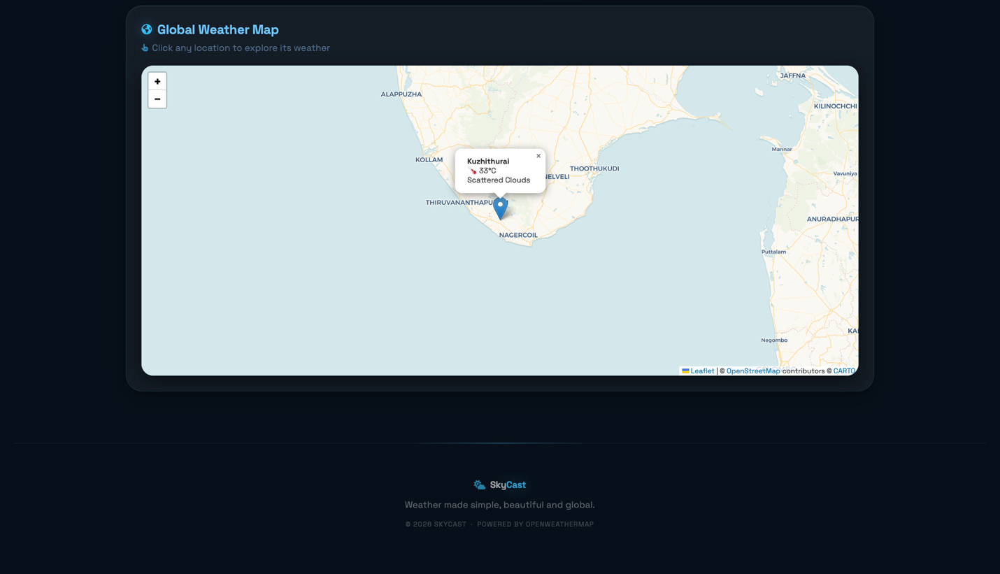 Global Weather Map
Click any location to explore its weather
+
−
JAFFNA
ALAPPUZHA
KILINOCHCHI
Mannar
KOLLAM
Kuzhithurai
×
33°C
Scattered Clouds
THOOTHUKUDI
Vavuniya
NELVELI
THIRUVANANTHAPU
ANURADHAPUR
NAGERCOIL
Puttalam
KA
Negombo
Leaflet | © OpenStreetMap contributors © CARTO
SkyCast
Weather made simple, beautiful and global.
© 2026 SKYCAST · POWERED BY OPENWEATHERMAP